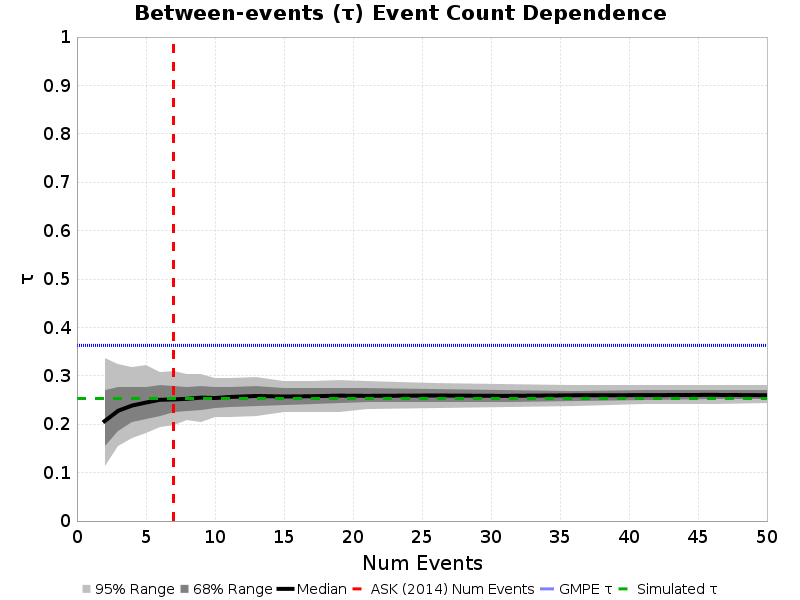 Between-events (τ) Event Count Dependence
1
0.9
0.8
0.7
0.6
0.5
0.4
0.3
0.2
0.1
0
τ
0 5 10 15 20 25 30 35 40 45 50
Num Events
95% Range 68% Range Median ASK (2014) Num Events GMPE τ Simulated τ